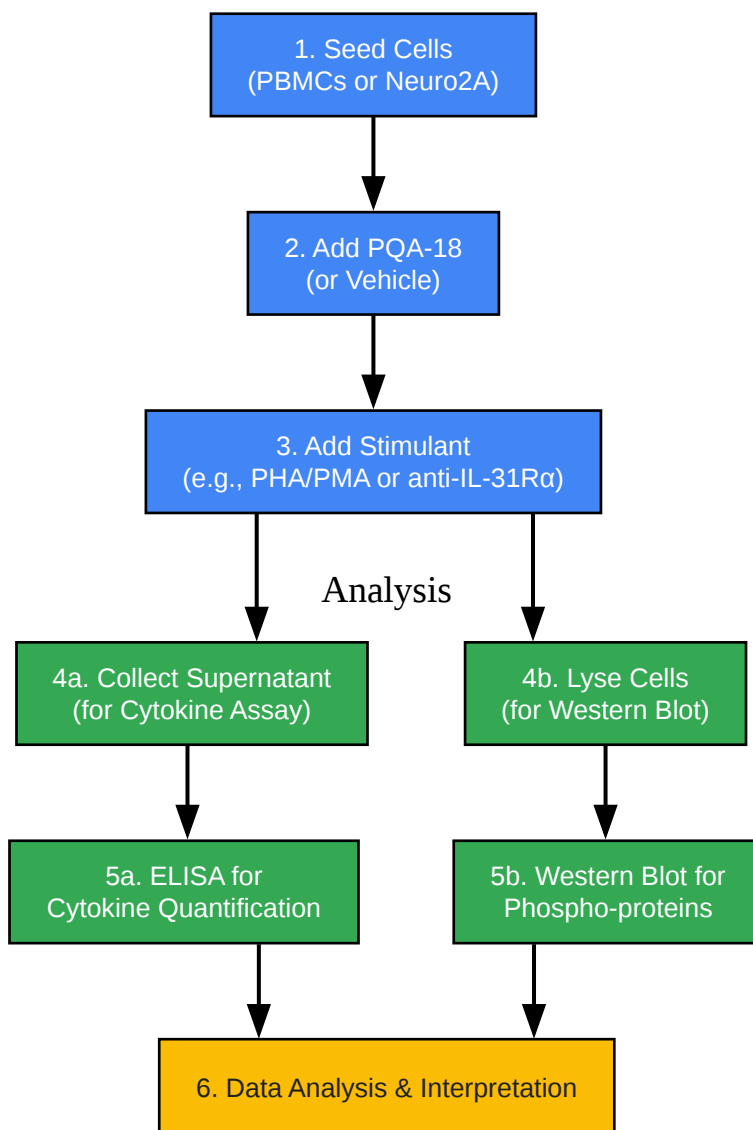 1. Seed Cells
(PBMCs or Neuro2A)
2. Add PQA-18
(or Vehicle)
3. Add Stimulant
(e.g., PHA/PMA or anti-IL-31Rα)
Analysis
4a. Collect Supernatant
(for Cytokine Assay)
4b. Lyse Cells
(for Western Blot)
5a. ELISA for
Cytokine Quantification
5b. Western Blot for
Phospho-proteins
6. Data Analysis & Interpretation